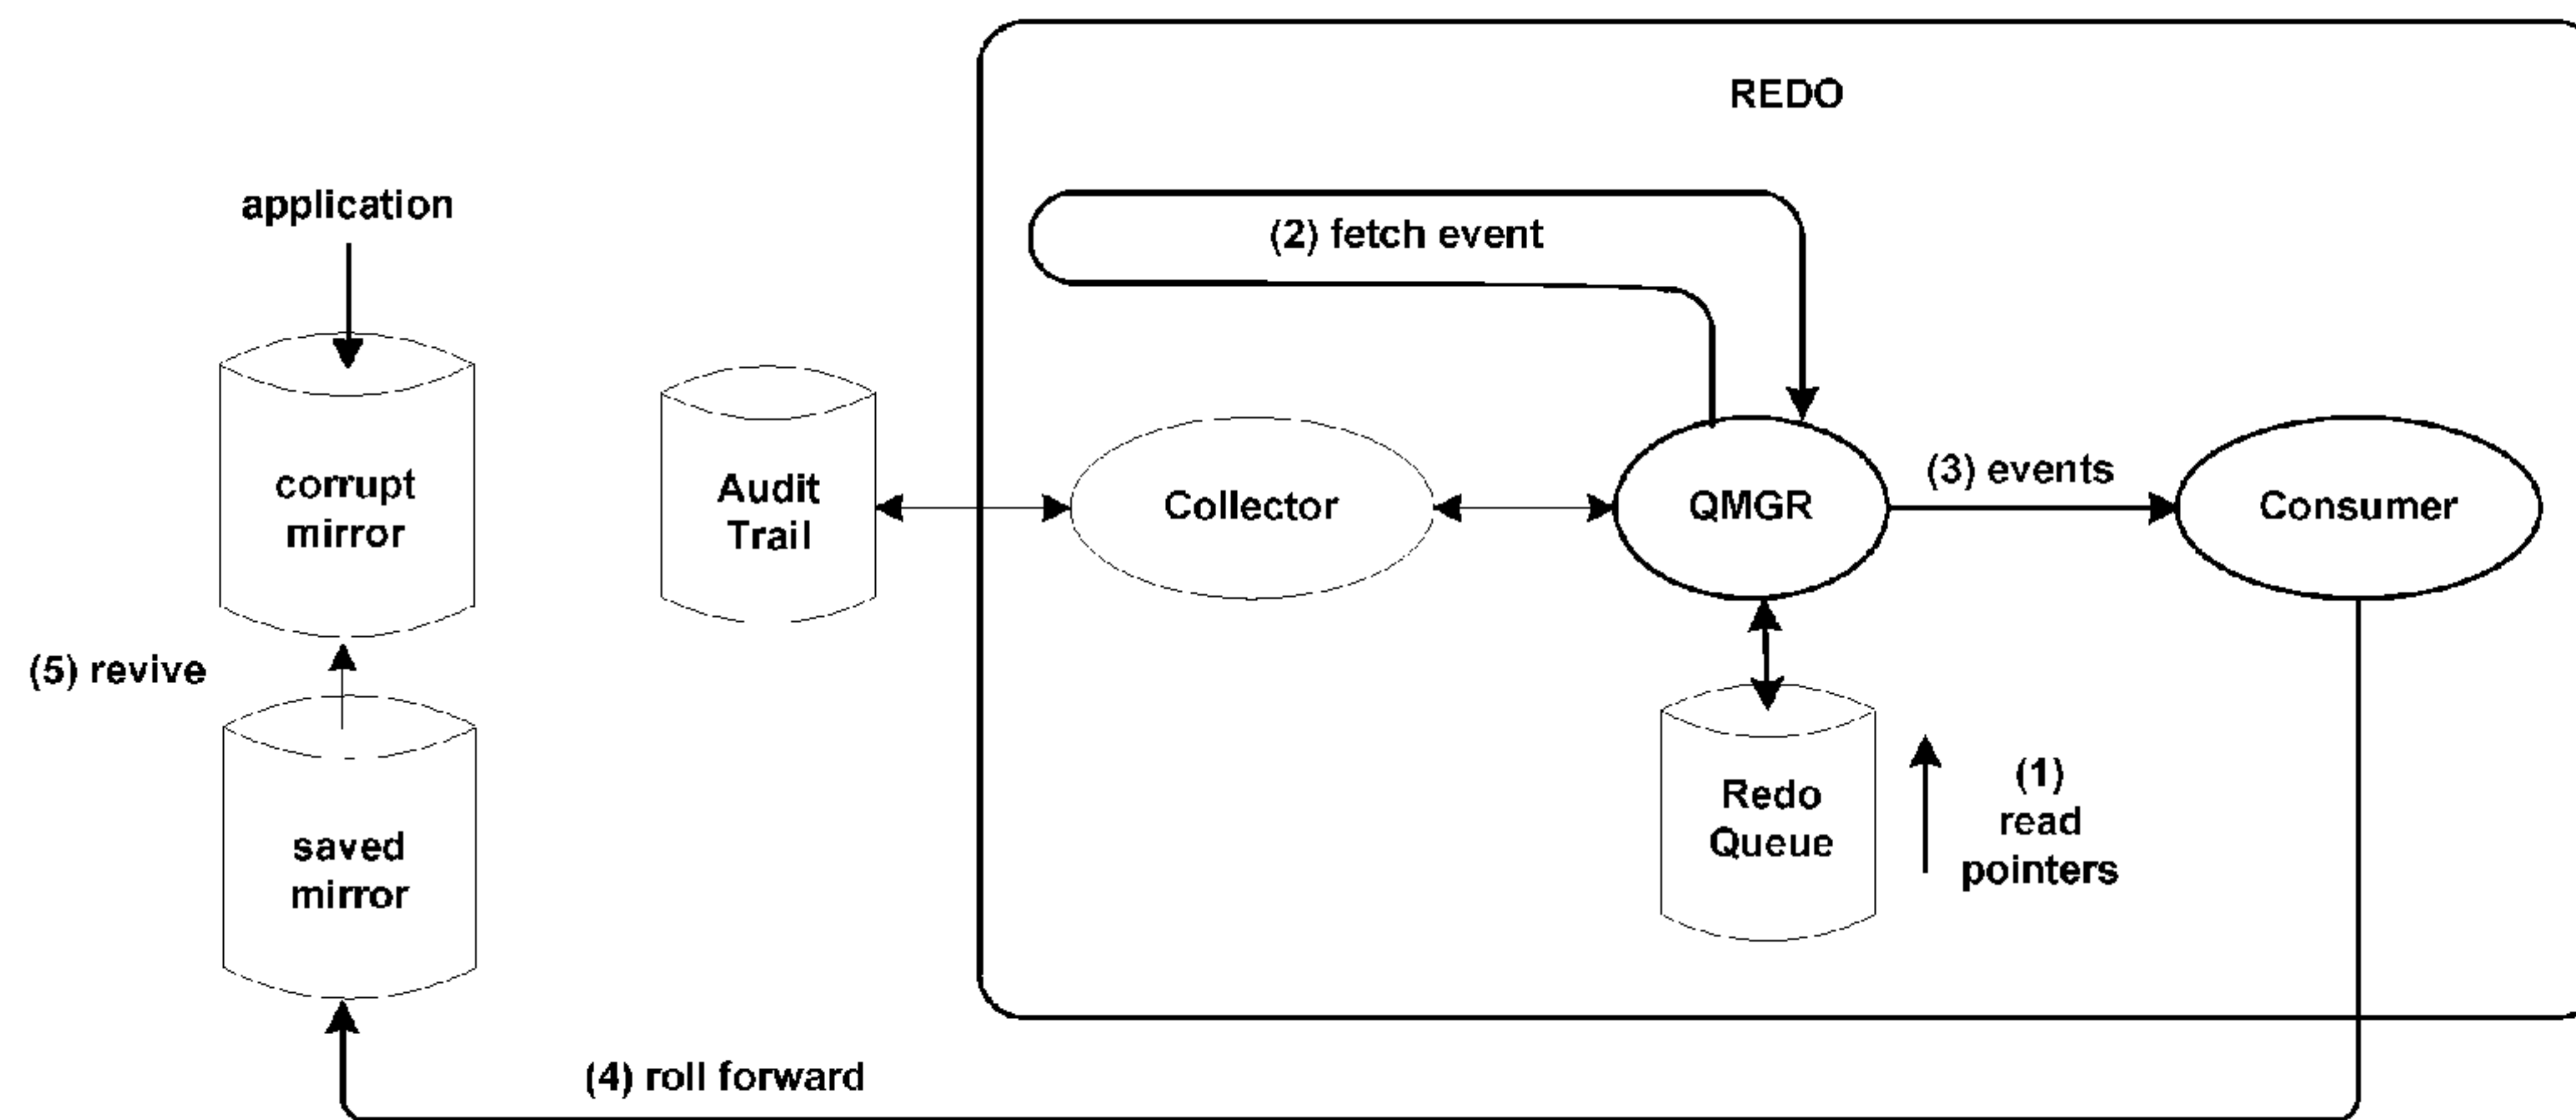 REDO
application
(2) fetch event
corrupt
mirror
Audit
Trail
Collector
QMGR
(3) events
Consumer
(5) revive
saved
mirror
Redo
Queue
(1)
read
pointers
(4) roll forward